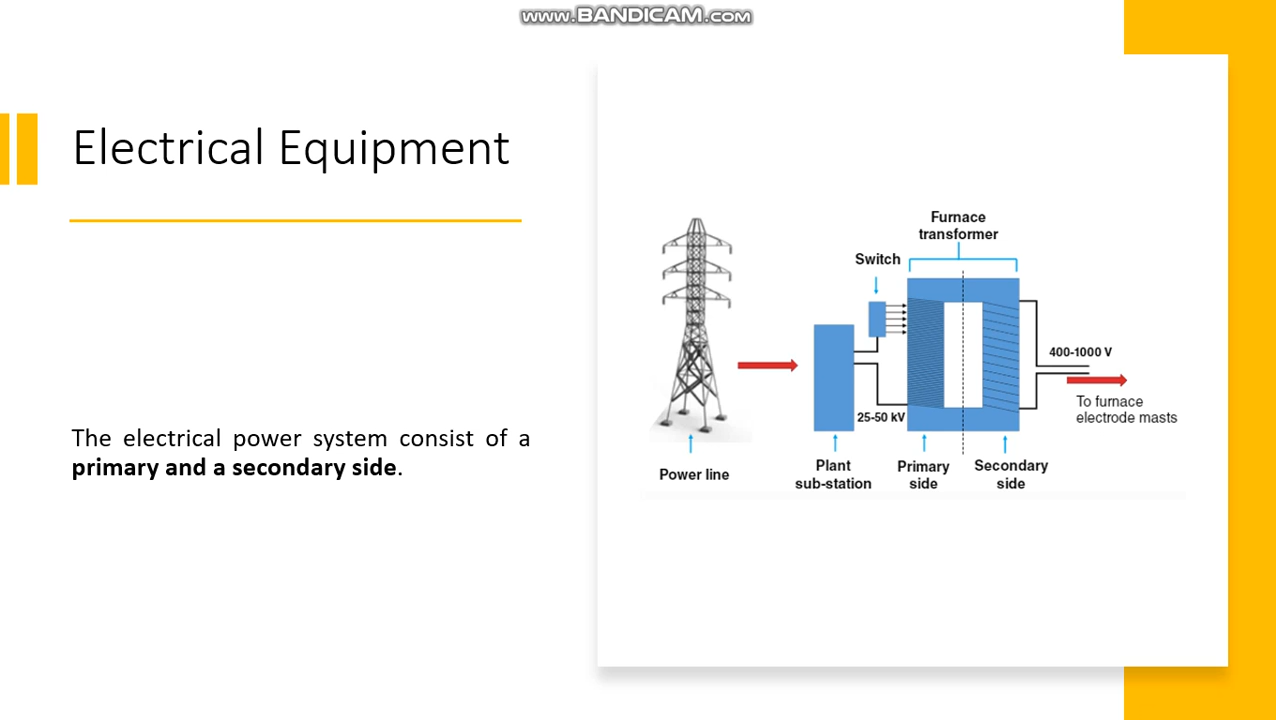 www.BANDICAM.com
Electrical Equipment
The electrical power system consist of a
primary and a secondary side.
Furnace
transformer
Switch
400-1000 V
To furnace
electrode masts
25-50 kV
Power line
Plant
sub-station
Primary
side
Secondary
side